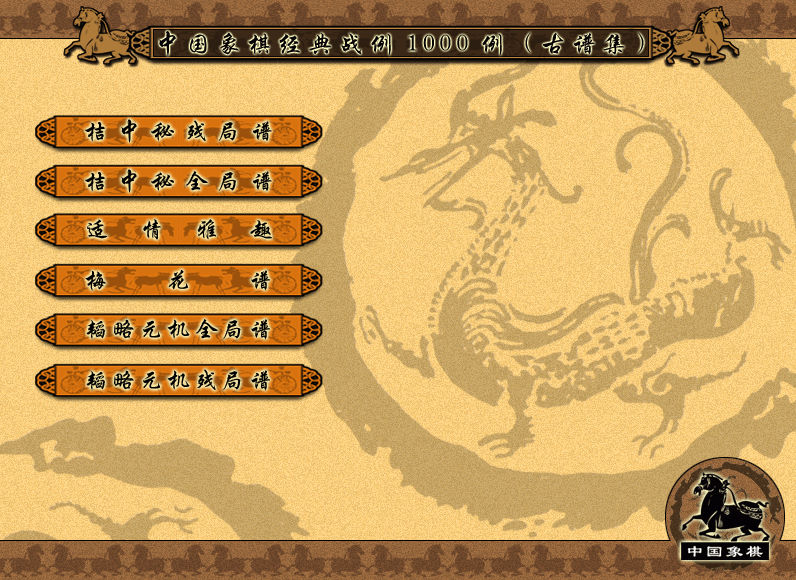 中国象棋经典战例1000例（古谱集）
桔中秘残局谱
桔中秘全局谱
适情雅趣
梅花谱
韬略元机全局谱
韬略元机残局谱
中国象棋